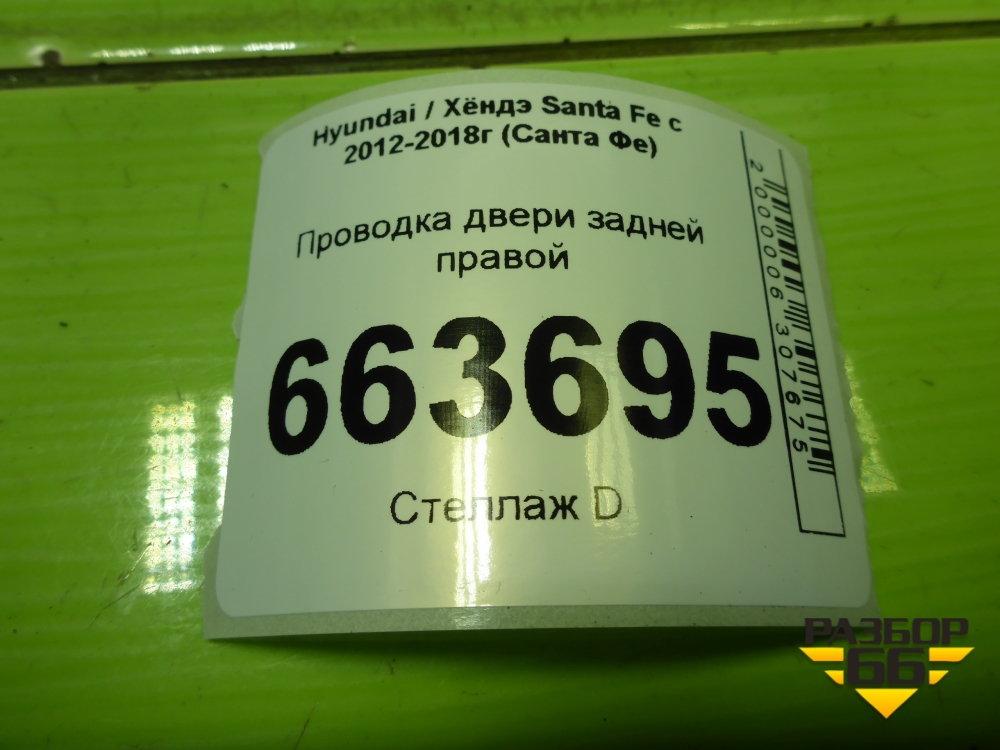 Hyundai / Хёндэ Santa Fe с
2012-2018г (Санта Фе)
Проводка двери задней
правой
663695
Стеллаж D
2000006307675
РАЗБОР
66